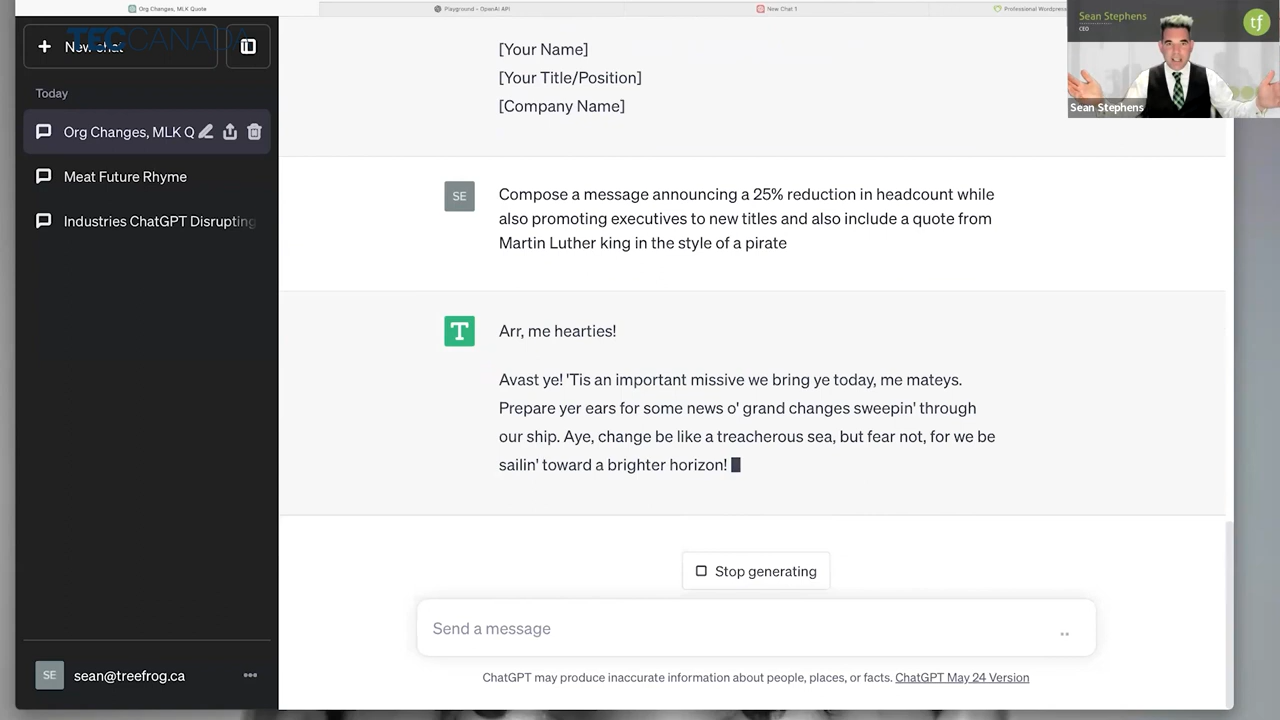 Org Changes, MLK Quote
Playground - OpenAI API
New Chat 1
Professional Wordpress
New chat
TEC CANADA
Today
Org Changes, MLK Q
Meat Future Rhyme
Industries ChatGPT Disrupting
SE
sean@treefrog.ca
[Your Name]
[Your Title/Position]
[Company Name]
SE
Compose a message announcing a 25% reduction in headcount while
also promoting executives to new titles and also include a quote from
Martin Luther king in the style of a pirate
T
Arr, me hearties!
Avast ye! 'Tis an important missive we bring ye today, me mateys.
Prepare yer ears for some news o' grand changes sweepin' through
our ship. Aye, change be like a treacherous sea, but fear not, for we be
sailin' toward a brighter horizon!
Stop generating
Send a message
ChatGPT may produce inaccurate information about people, places, or facts. ChatGPT May 24 Version
Sean Stephens
CEO
tf
Sean Stephens